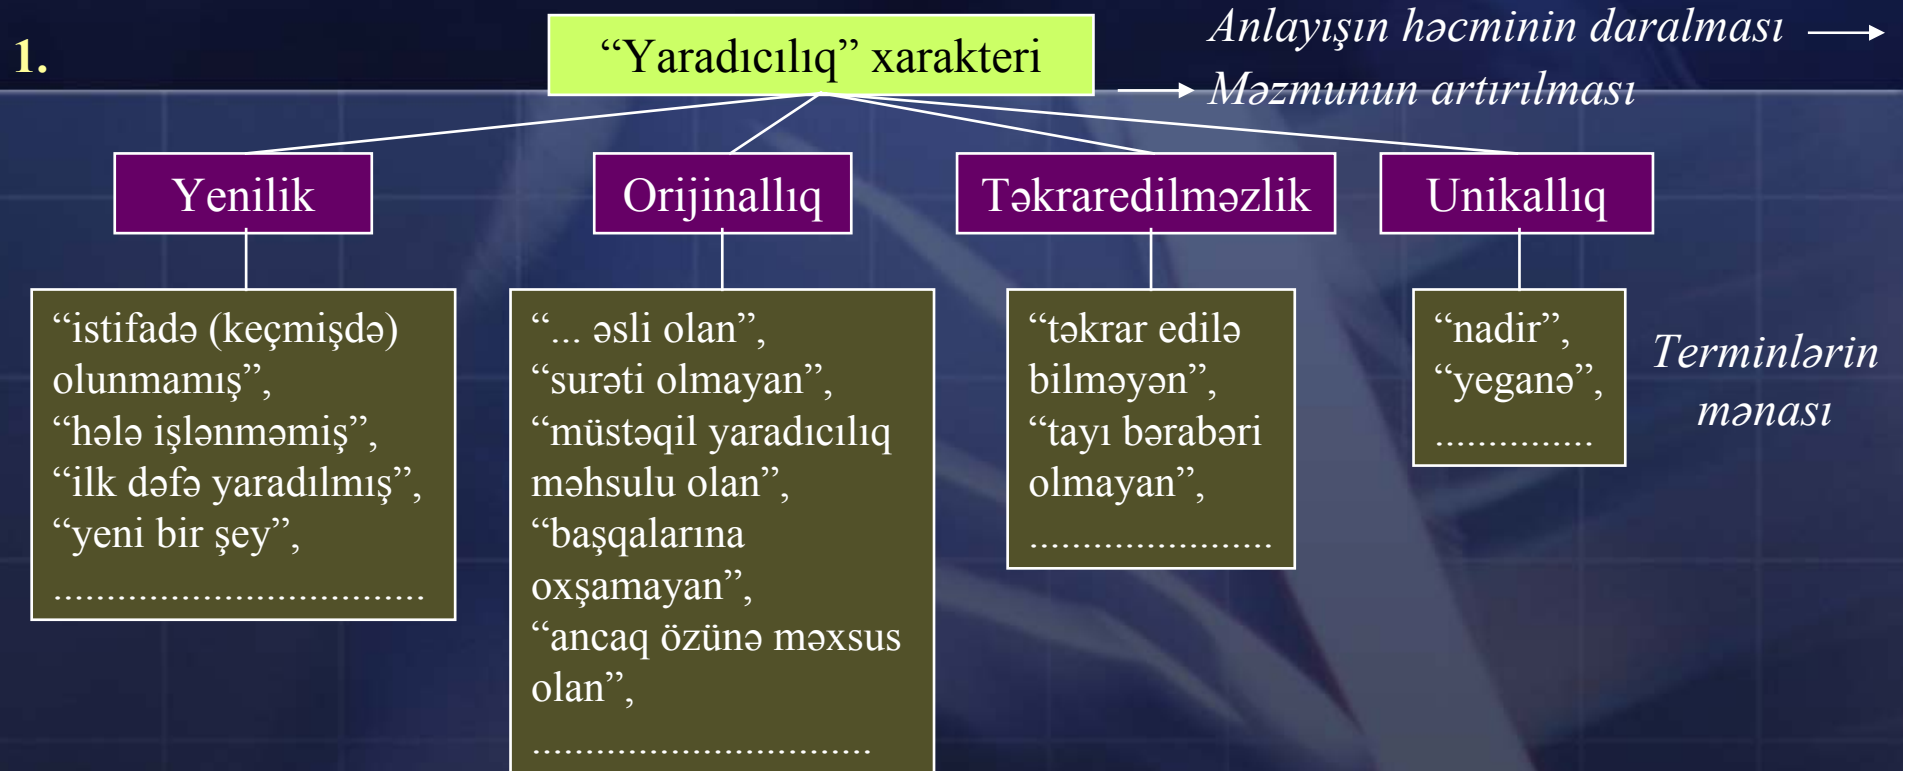 1.
“Yaradıcılıq” xarakteri
Anlayışın həcminin daralması
Məzmunun artırılması
Yenilik
Orijinallıq
Təkraredilməzlik
Unikallıq
“istifadə (keçmişdə)
olunmamış”,
“hələ işlənməmiş”,
“ilk dəfə yaradılmış”,
“yeni bir şey”,
...................................
“... əsli olan”,
“surəti olmayan”,
“müstəqil yaradıcılıq
məhsulu olan”,
“başqalarına
oxşamayan”,
“ancaq özünə məxsus
olan”,
................................
“təkrar edilə
bilməyən”,
“tayı bərabəri
olmayan”,
.......................
“nadir”,
“yeganə”,
...............
Terminlərin
mənası